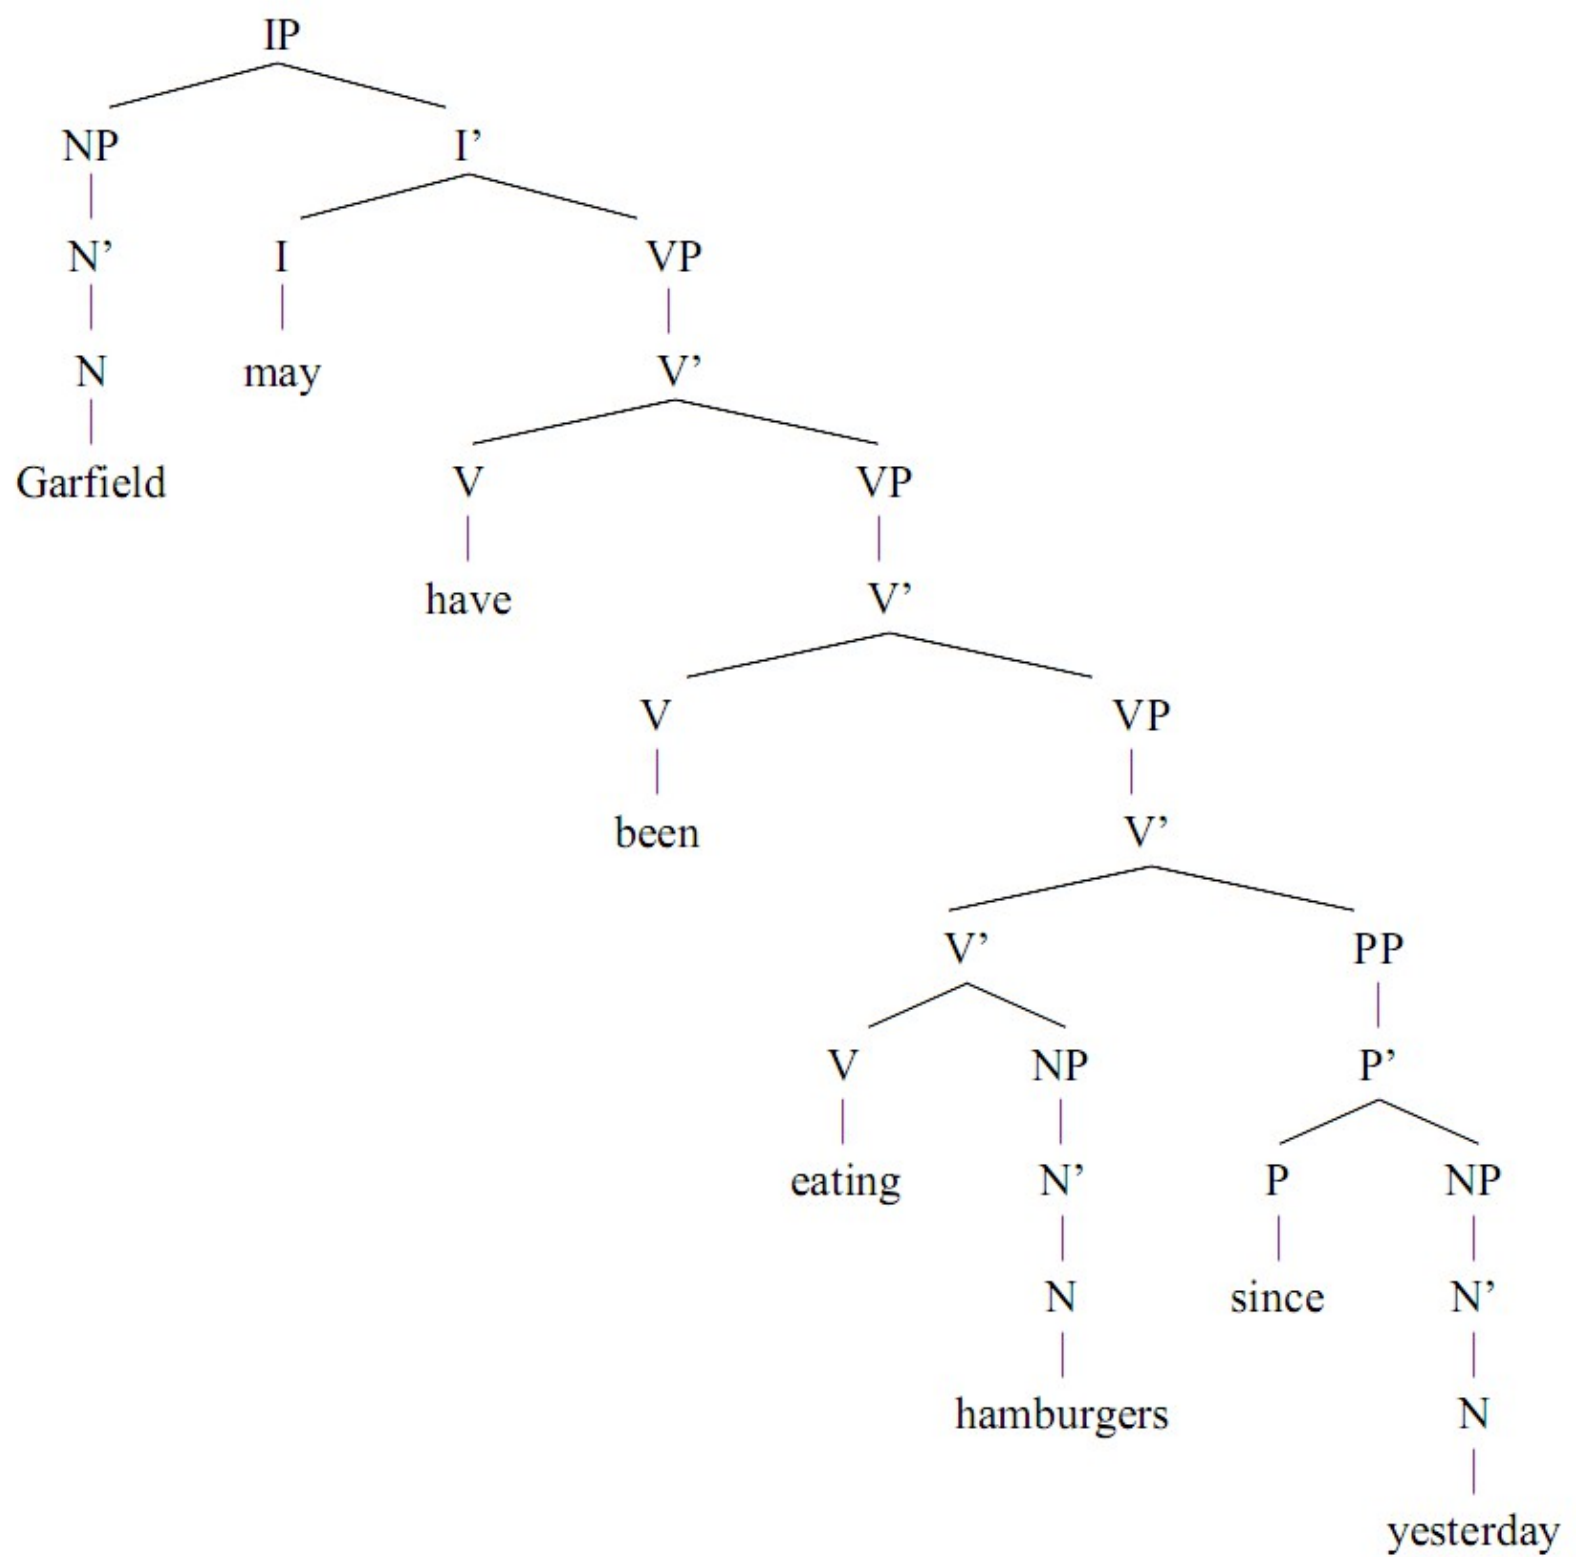 IP
NP I’
N’ I VP
N may V’
Garfield V VP
have V’
V VP
been V’
V’ PP
V NP P’
eating N’ P NP
N since N’
hamburgers N
yesterday